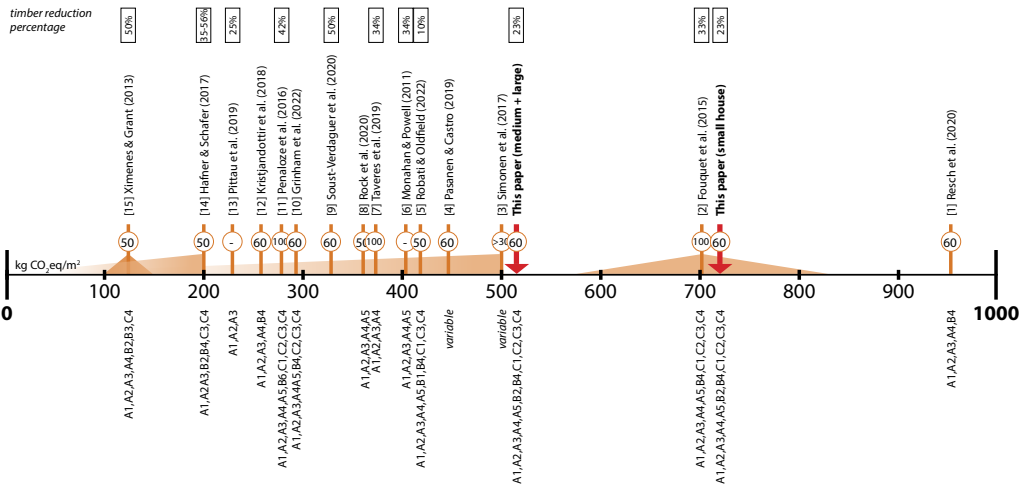 timber reduction
percentage
50%
35-56%
25%
42%
50%
34%
34%
10%
23%
33%
23%
[15] Ximenes & Grant (2013)
[14] Hafner & Schafer (2017)
[13] Pittau et al. (2019)
[12] Kristjandottir et al. (2018)
[11] Penaloze et al. (2016)
[10] Grinham et al. (2022)
[9] Soust-Verdaguer et al. (2020)
[8] Rock et al. (2020)
[7] Taveres et al. (2019)
[6] Monahan & Powell (2011)
[5] Robati & Oldfield (2022)
[4] Pasanen & Castro (2019)
[3] Simonen et al. (2017)
This paper (medium + large)
[2] Fouquet et al. (2015)
This paper (small house)
[1] Resch et al. (2020)
50
50
-
60
100
60
60
50
100
-
50
60
>30
60
100
60
60
kg CO2eq/m2
0
100
200
300
400
500
600
700
800
900
1000
A1,A2,A3,A4,B2,B3,C4
A1,A2A3,B2,B4,C3,C4
A1,A2,A3
A1,A2,A3,A4,B4
A1,A2,A3,A4,A5,B6,C1,C2,C3,C4
A1,A2,A3,A4A5,B4,C2,C3,C4
A1,A2,A3,A4,A5
A1,A2,A3,A4
A1,A2,A3,A4,A5
A1,A2,A3,A4,A5,B1,B4,C1,C3,C4
variable
variable
A1,A2,A3,A4,A5,B2,B4,C1,C2,C3,C4
A1,A2,A3,A4,A5,B4,C1,C2,C3,C4
A1,A2,A3,A4,A5,B2,B4,C1,C2,C3,C4
A1,A2,A3,A4,B4